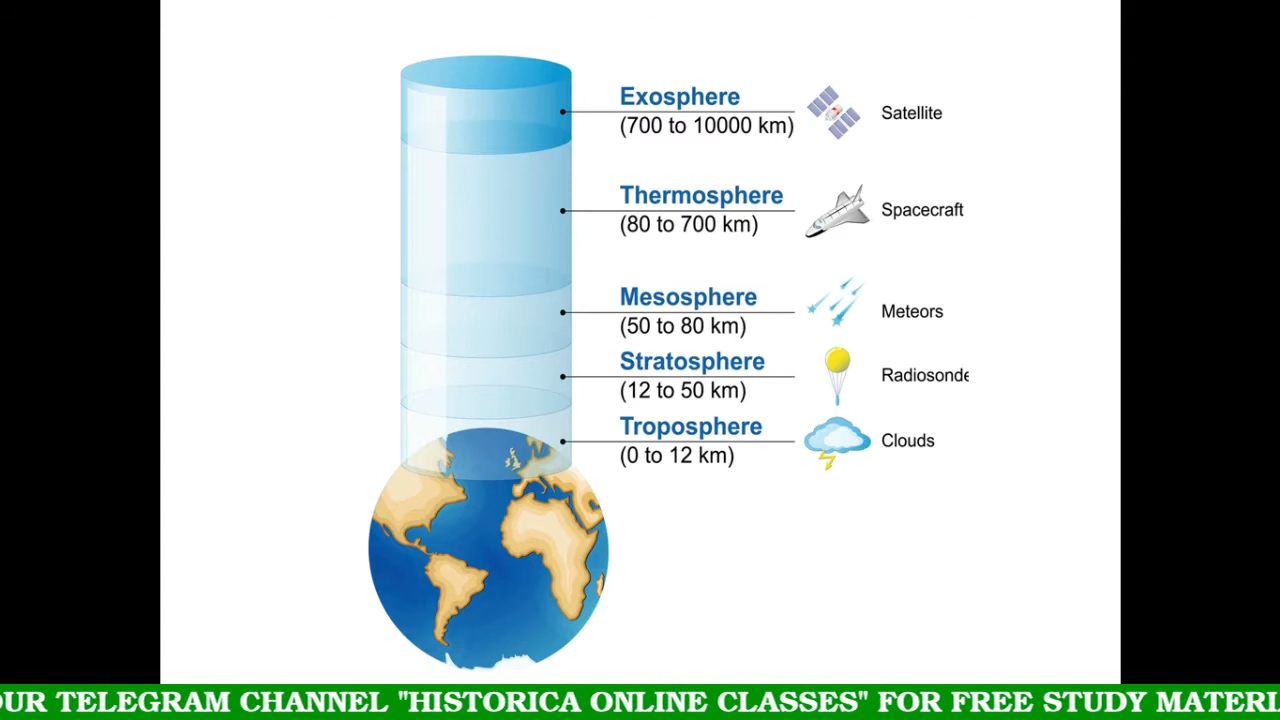 Exosphere
(700 to 10000 km)
Satellite
Thermosphere
(80 to 700 km)
Spacecraft
Mesosphere
(50 to 80 km)
Meteors
Stratosphere
(12 to 50 km)
Radiosonde
Troposphere
(0 to 12 km)
Clouds
OUR TELEGRAM CHANNEL "HISTORICA ONLINE CLASSES" FOR FREE STUDY